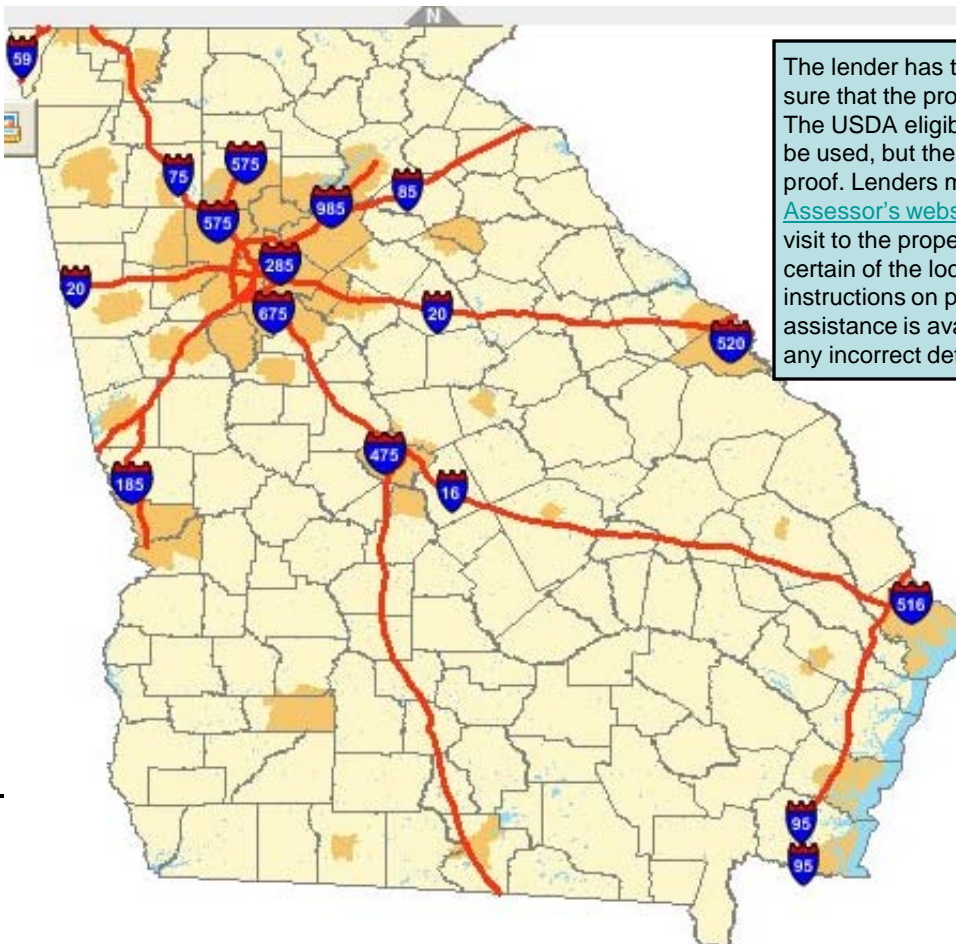 N
59
The lender has t
sure that the pro
The USDA eligib
be used, but the
proof. Lenders m
Assessor's webs
visit to the prope
certain of the loc
instructions on p
assistance is ava
any incorrect det
75
575
575
985
85
285
20
675
20
520
475
185
16
516
95
95